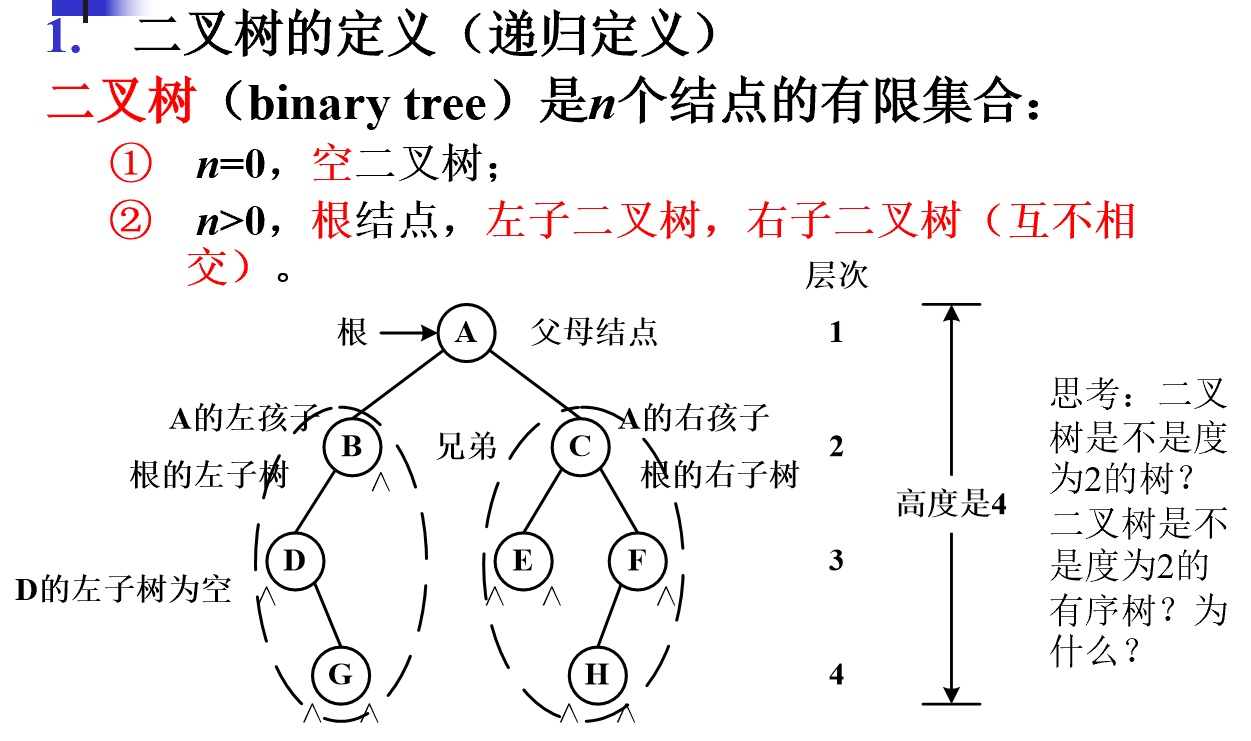 1. 二叉树的定义（递归定义）
二叉树（binary tree）是n个结点的有限集合：
① n=0，空二叉树；
② n>0，根结点，左子二叉树，右子二叉树（互不相
交）。
层次
根 A 父母结点 1
A的左孩子 A的右孩子
B 兄弟 C 2
根的左子树 ∧ 根的右子树
高度是4
D E F 3
D的左子树为空 ∧ ∧ ∧ ∧
G H 4
∧ ∧ ∧ ∧
思考：二叉
树是不是度
为2的树？
二叉树是不
是度为2的
有序树？为
什么？